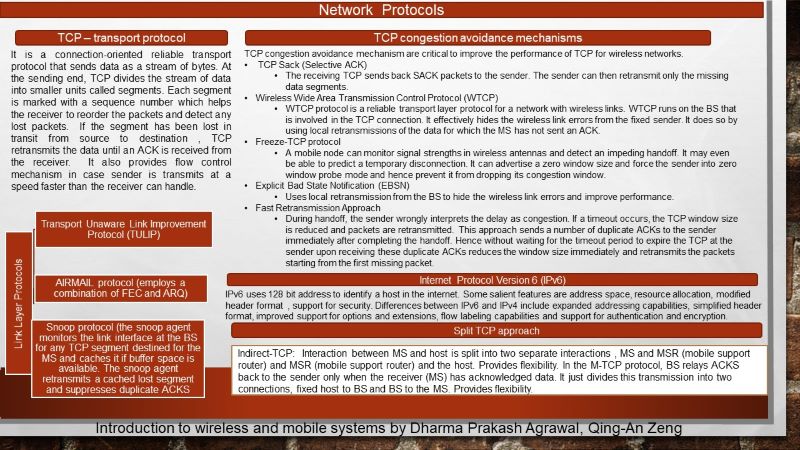 Network Protocols
TCP – transport protocol
It is a connection-oriented reliable transport
protocol that sends data as a stream of bytes. At
the sending end, TCP divides the stream of data
into smaller units called segments. Each segment
is marked with a sequence number which helps
the receiver to reorder the packets and detect any
lost packets. If the segment has been lost in
transit from source to destination , TCP
retransmits the data until an ACK is received from
the receiver. It also provides flow control
mechanism in case sender is transmits at a
speed faster than the receiver can handle.
Link Layer Protocols
Transport Unaware Link Improvement
Protocol (TULIP)
AIRMAIL protocol (employs a
combination of FEC and ARQ)
Snoop protocol (the snoop agent
monitors the link interface at the BS
for any TCP segment destined for the
MS and caches it if buffer space is
available. The snoop agent
retransmits a cached lost segment
and suppresses duplicate ACKS
TCP congestion avoidance mechanisms
TCP congestion avoidance mechanism are critical to improve the performance of TCP for wireless networks.
• TCP Sack (Selective ACK)
• The receiving TCP sends back SACK packets to the sender. The sender can then retransmit only the missing
data segments.
• Wireless Wide Area Transmission Control Protocol (WTCP)
• WTCP protocol is a reliable transport layer protocol for a network with wireless links. WTCP runs on the BS that
is involved in the TCP connection. It effectively hides the wireless link errors from the fixed sender. It does so by
using local retransmissions of the data for which the MS has not sent an ACK.
• Freeze-TCP protocol
• A mobile node can monitor signal strengths in wireless antennas and detect an impeding handoff. It may even
be able to predict a temporary disconnection. It can advertise a zero window size and force the sender into zero
window probe mode and hence prevent it from dropping its congestion window.
• Explicit Bad State Notification (EBSN)
• Uses local retransmission from the BS to hide the wireless link errors and improve performance.
• Fast Retransmission Approach
• During handoff, the sender wrongly interprets the delay as congestion. If a timeout occurs, the TCP window size
is reduced and packets are retransmitted. This approach sends a number of duplicate ACKs to the sender
immediately after completing the handoff. Hence without waiting for the timeout period to expire the TCP at the
sender upon receiving these duplicate ACKs reduces the window size immediately and retransmits the packets
starting from the first missing packet.
Internet Protocol Version 6 (IPv6)
IPv6 uses 128 bit address to identify a host in the internet. Some salient features are address space, resource allocation, modified
header format , support for security. Differences between IPv6 and IPv4 include expanded addressing capabilities, simplified header
format, improved support for options and extensions, flow labeling capabilities and support for authentication and encryption.
Split TCP approach
Indirect-TCP: Interaction between MS and host is split into two separate interactions , MS and MSR (mobile support
router) and MSR (mobile support router) and the host. Provides flexibility. In the M-TCP protocol, BS relays ACKS
back to the sender only when the receiver (MS) has acknowledged data. It just divides this transmission into two
connections, fixed host to BS and BS to the MS. Provides flexibility.
Introduction to wireless and mobile systems by Dharma Prakash Agrawal, Qing-An Zeng